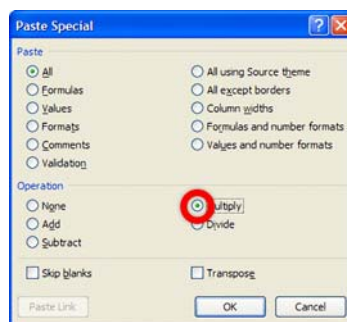 Paste Special
Paste
All
All using Source theme
Formulas
All except borders
Values
Column widths
Formats
Formulas and number formats
Comments
Values and number formats
Validation
Operation
None
ultiply
Add
Divide
Subtract
Skip blanks
Transpose
Paste Link
OK
Cancel